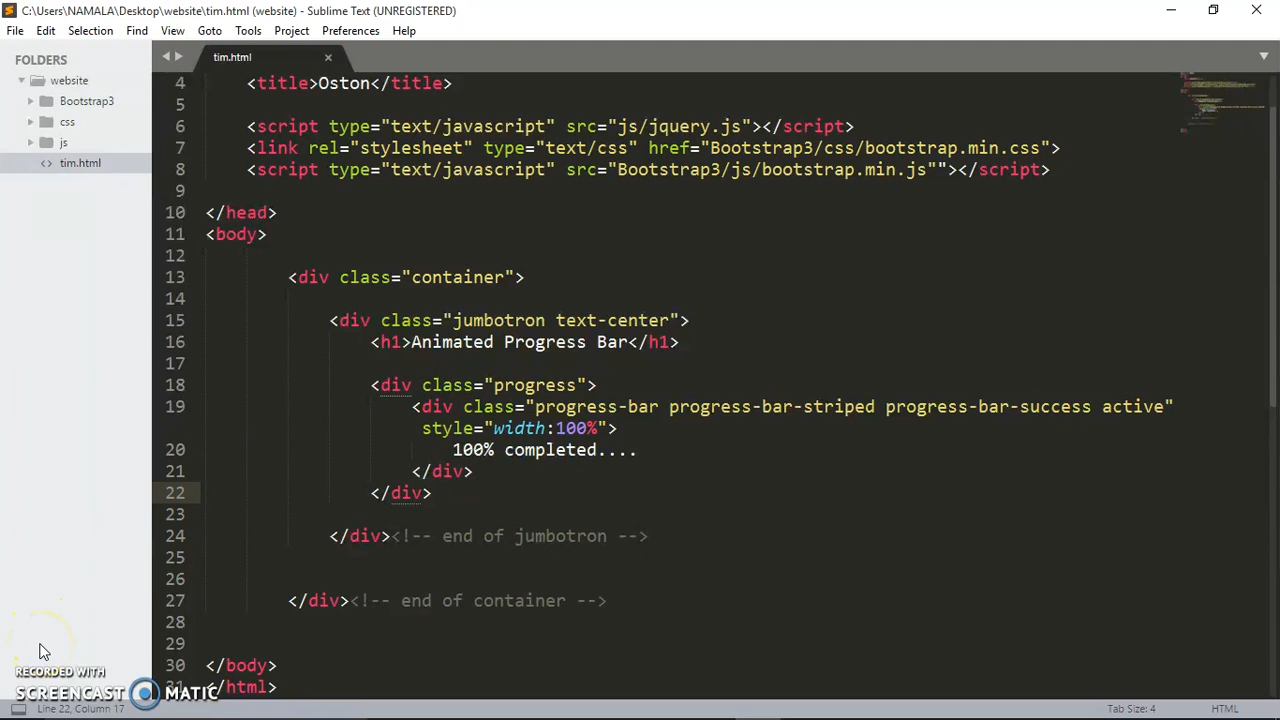 C:\Users\NAMALA\Desktop\website\tim.html (website) - Sublime Text (UNREGISTERED)
File Edit Selection Find View Goto Tools Project Preferences Help
FOLDERS
website
Bootstrap3
css
js
tim.html
tim.html
4 <title>Oston</title>
5
6 <script type="text/javascript" src="js/jquery.js"></script>
7 <link rel="stylesheet" type="text/css" href="Bootstrap3/css/bootstrap.min.css">
8 <script type="text/javascript" src="Bootstrap3/js/bootstrap.min.js""></script>
9
10 </head>
11 <body>
12
13 <div class="container">
14
15 <div class="jumbotron text-center">
16 <h1>Animated Progress Bar</h1>
17
18 <div class="progress">
19 <div class="progress-bar progress-bar-striped progress-bar-success active"
style="width:100%">
20 100% completed....
21 </div>
22 </div>
23
24 </div><!-- end of jumbotron -->
25
26
27 </div><!-- end of container -->
28
29
30 </body>
31 </html>
RECORDED WITH
SCREENCAST MATIC
Line 22, Column 17
Tab Size: 4
HTML